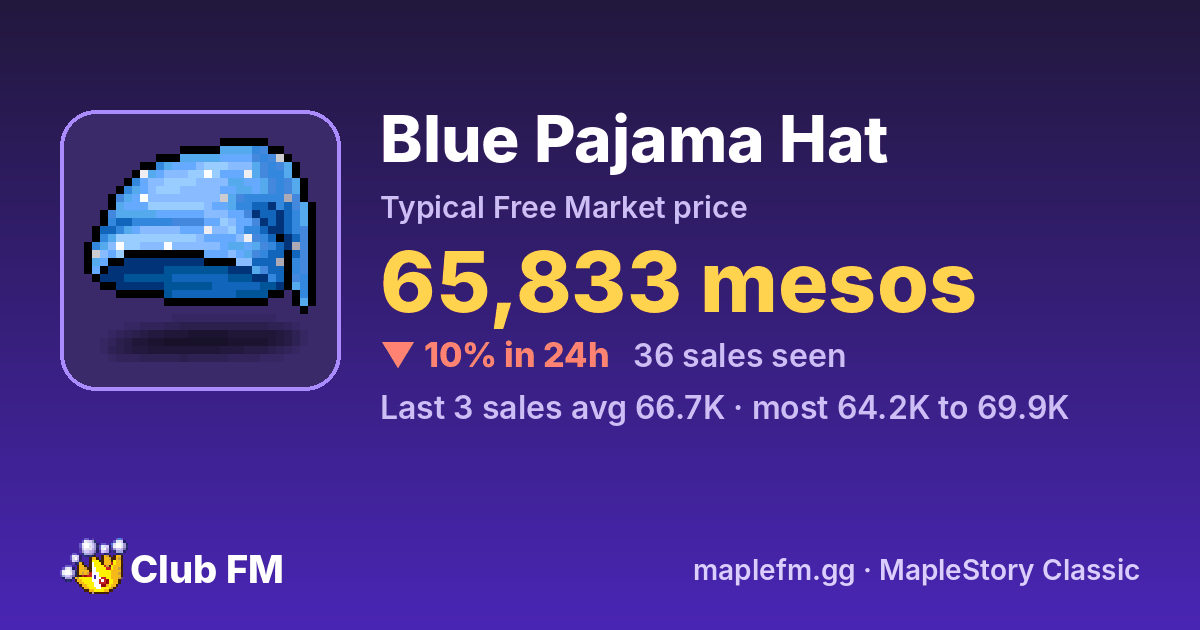 Blue Pajama Hat
Typical Free Market price
65,833 mesos
▼ 10% in 24h 36 sales seen
Last 3 sales avg 66.7K · most 64.2K to 69.9K
Club FM
maplefm.gg · MapleStory Classic